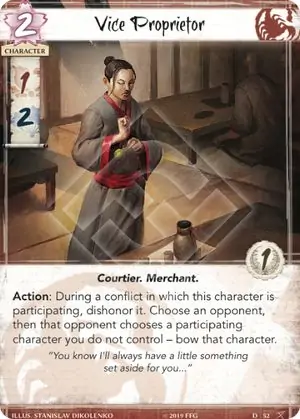 2
Vice Proprietor
CHARACTER
1
2
1
Courtier. Merchant.
Action: During a conflict in which this character is
participating, dishonor it. Choose an opponent,
then that opponent chooses a participating
character you do not control – bow that character.
"You know I'll always have a little something
set aside for you..."
ILLUS. STANISLAV DIKOLENKO © 2019 FFG D 52